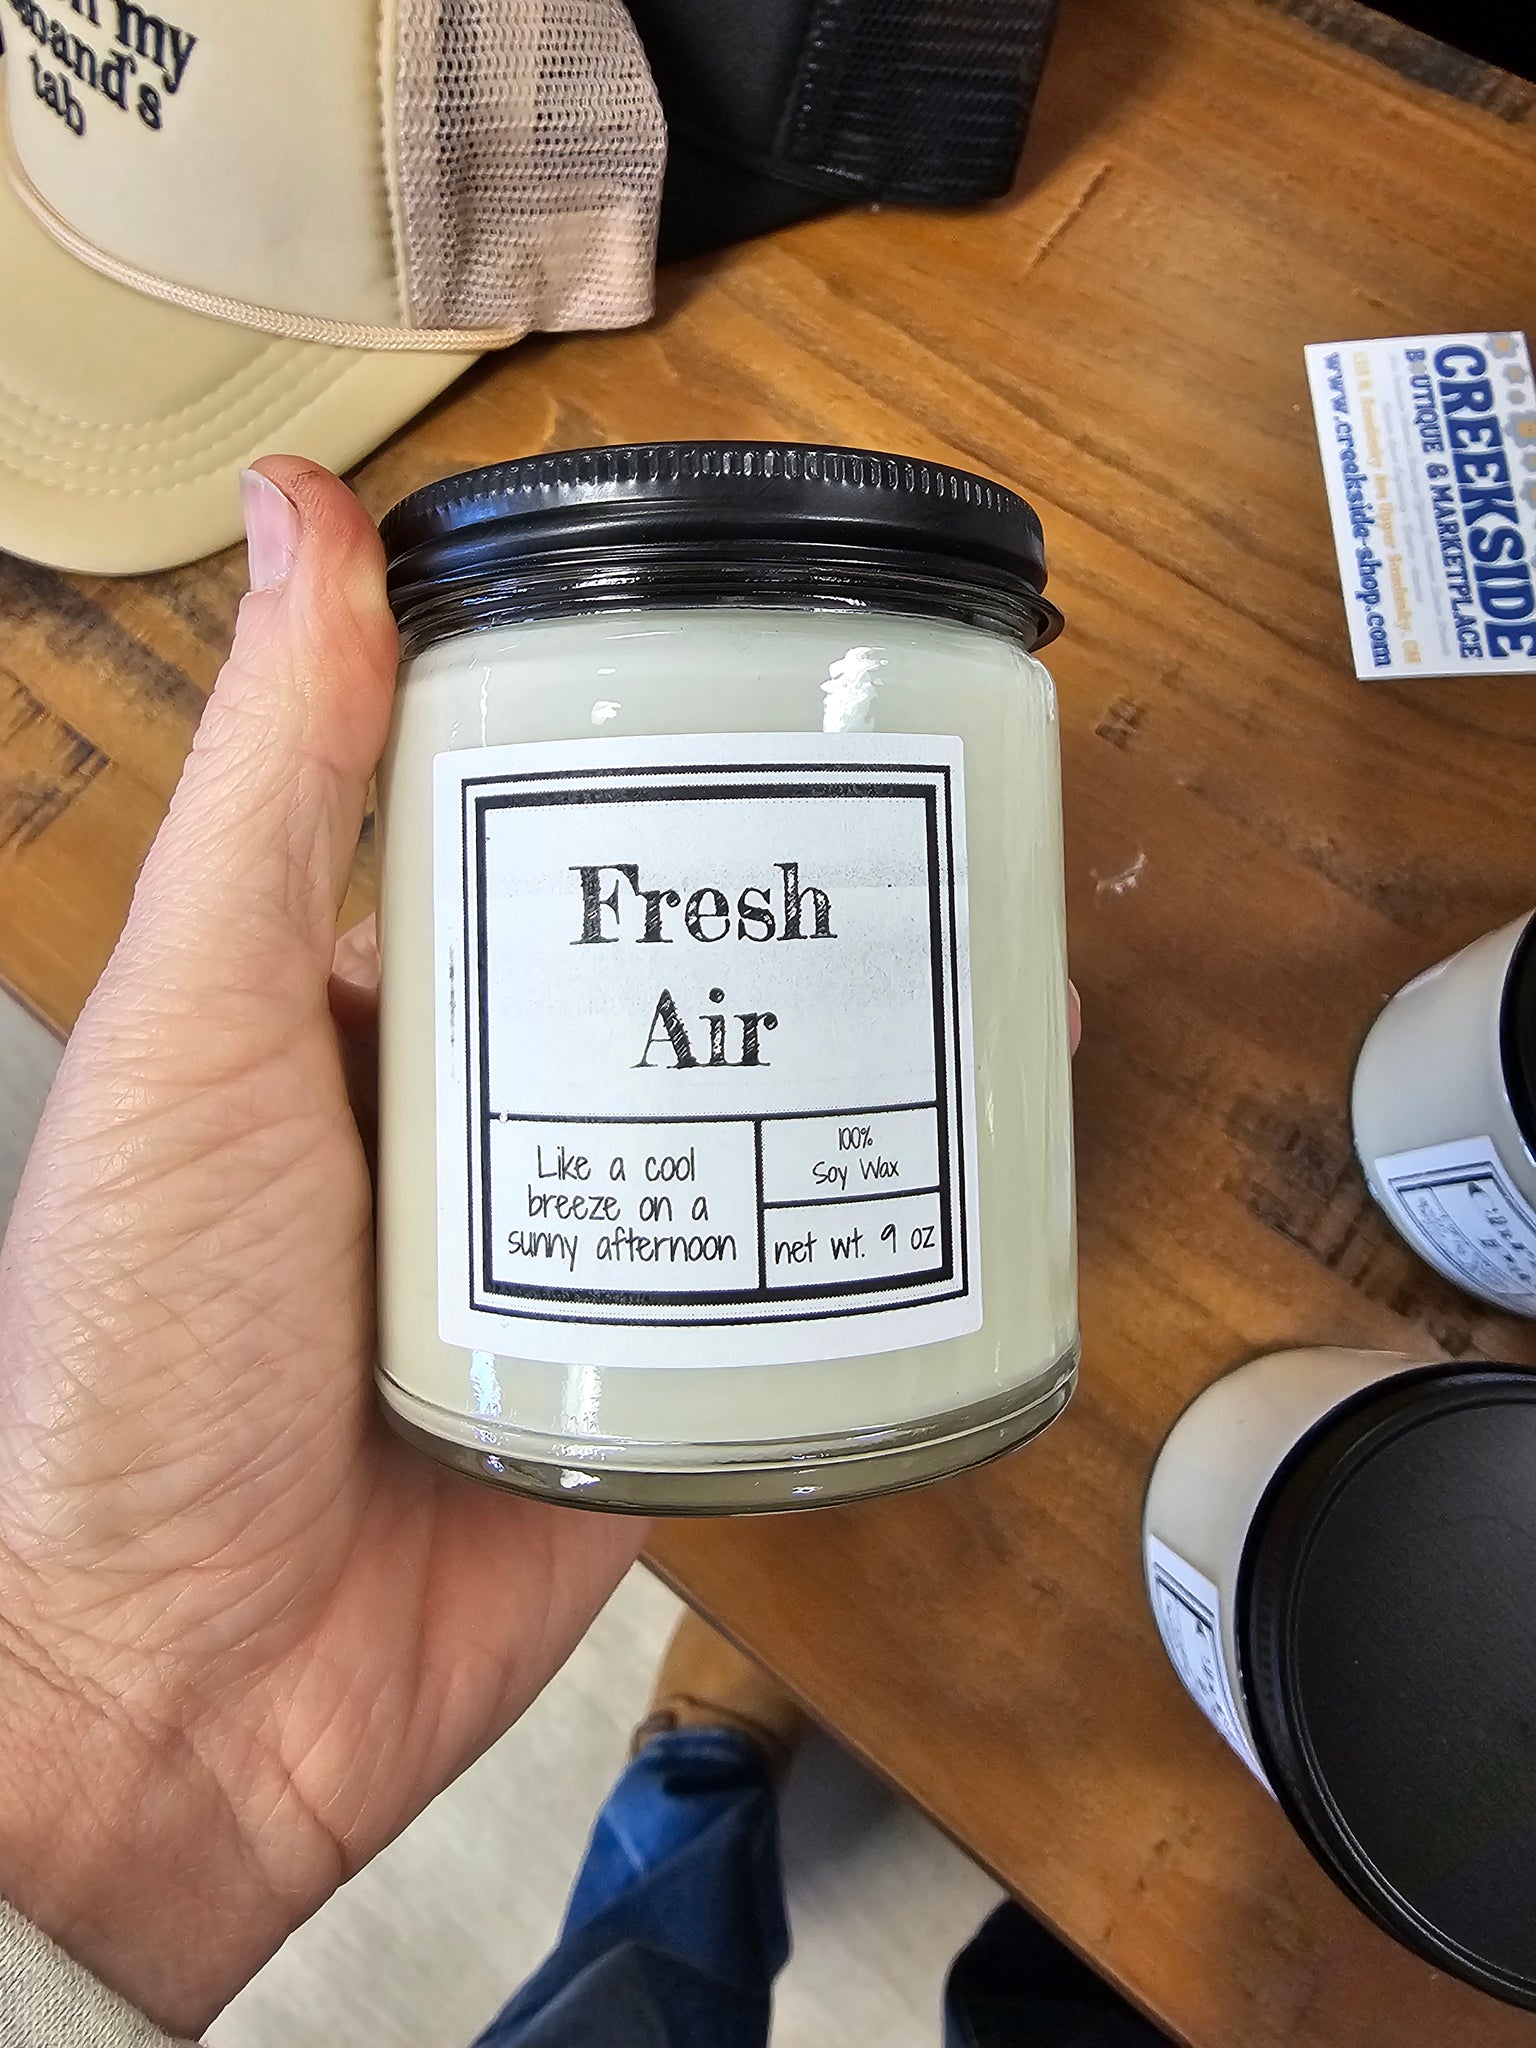 my
tab
CREEKSIDE
BOUTIQUE & MARKETPLACE
www.creekside-shop.com
Fresh
Air
Like a cool
breeze on a
sunny afternoon
100%
Soy Wax
net wt. 9 oz